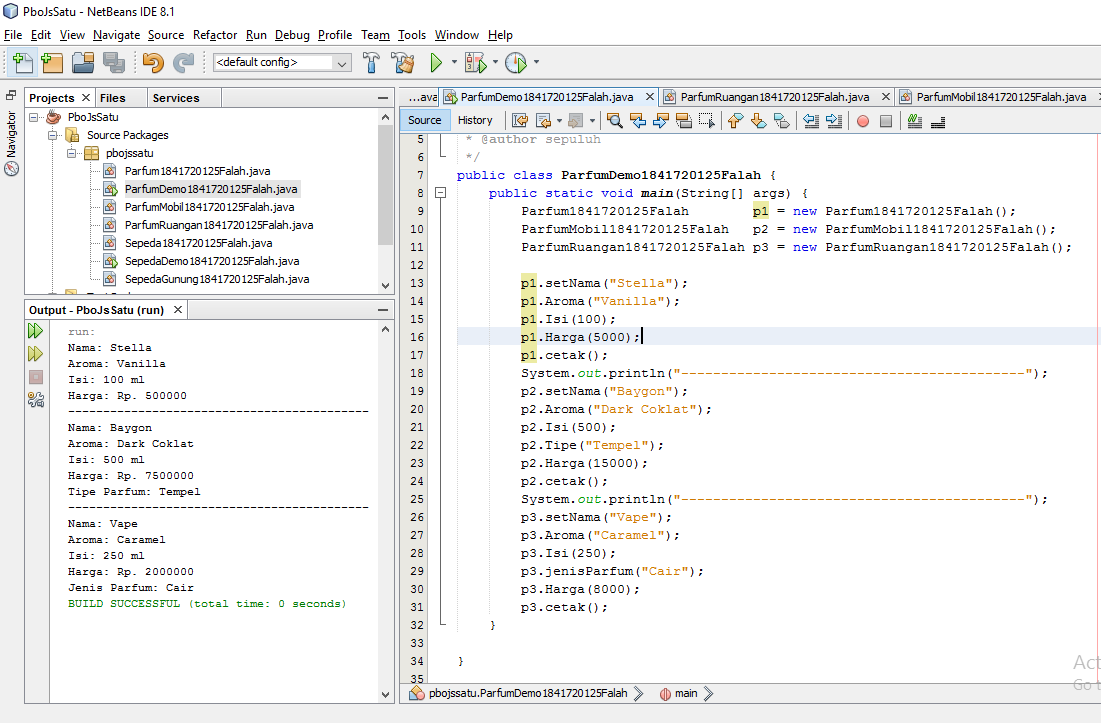 PboJsSatu - NetBeans IDE 8.1
File Edit View Navigate Source Refactor Run Debug Profile Team Tools Window Help
<default config>
Projects Files Services
Navigator
PboJsSatu
Source Packages
pbojssatu
Parfum1841720125Falah.java
ParfumDemo1841720125Falah.java
ParfumMobil1841720125Falah.java
ParfumRuangan1841720125Falah.java
Sepeda1841720125Falah.java
SepedaDemo1841720125Falah.java
SepedaGunung1841720125Falah.java
Output - PboJsSatu (run)
run:
Nama: Stella
Aroma: Vanilla
Isi: 100 ml
Harga: Rp. 500000
-------------------------------------------
Nama: Baygon
Aroma: Dark Coklat
Isi: 500 ml
Harga: Rp. 7500000
Tipe Parfum: Tempel
-------------------------------------------
Nama: Vape
Aroma: Caramel
Isi: 250 ml
Harga: Rp. 2000000
Jenis Parfum: Cair
BUILD SUCCESSFUL (total time: 0 seconds)
...ava ParfumDemo1841720125Falah.java ParfumRuangan1841720125Falah.java ParfumMobil1841720125Falah.java
Source History
5 * @author sepuluh
6 */
7 public class ParfumDemo1841720125Falah {
8 public static void main(String[] args) {
9 Parfum1841720125Falah p1 = new Parfum1841720125Falah();
10 ParfumMobil1841720125Falah p2 = new ParfumMobil1841720125Falah();
11 ParfumRuangan1841720125Falah p3 = new ParfumRuangan1841720125Falah();
12
13 p1.setNama("Stella");
14 p1.Aroma("Vanilla");
15 p1.Isi(100);
16 p1.Harga(5000);
17 p1.cetak();
18 System.out.println("-------------------------------------------");
19 p2.setNama("Baygon");
20 p2.Aroma("Dark Coklat");
21 p2.Isi(500);
22 p2.Tipe("Tempel");
23 p2.Harga(15000);
24 p2.cetak();
25 System.out.println("-------------------------------------------");
26 p3.setNama("Vape");
27 p3.Aroma("Caramel");
28 p3.Isi(250);
29 p3.jenisParfum("Cair");
30 p3.Harga(8000);
31 p3.cetak();
32 }
33
34 }
35
pbojssatu.ParfumDemo1841720125Falah main
Act
Go t